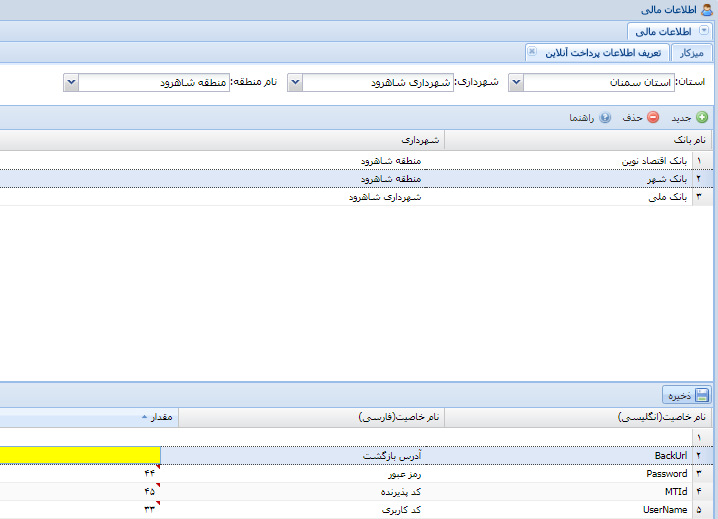 اطلاعات مالی
اطلاعات مالی
میزکار تعریف اطلاعات پرداخت آنلاین
استان: استان سمنان شهرداری: شهرداری شاهرود نام منطقه: منطقه شاهرود
جدید حذف راهنما
نام بانک شهرداری
۱ بانک اقتصاد نوین منطقه شاهرود
۲ بانک شهر منطقه شاهرود
۳ بانک ملی شهرداری شاهرود
ذخیره
نام خاصیت(انگلیسی) نام خاصیت(فارسی) مقدار
۱
۲ BackUrl آدرس بازگشت
۳ Password رمز عبور ۴۴
۴ MTId کد پذیرنده ۴۵
۵ UserName کد کاربری ۳۳